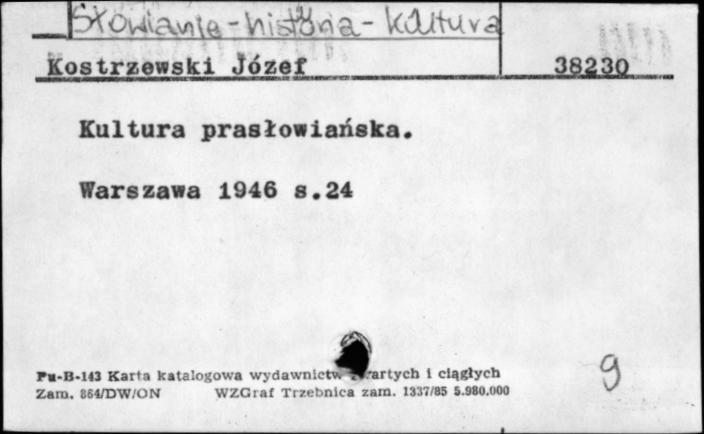 Słowianie - historia - kultura
Kostrzewski Józef 38230
Kultura prasłowiańska.
Warszawa 1946 s.24
Pu-B-143 Karta katalogowa wydawnictw zwartych i ciągłych
Zam. 864/DW/ON WZGraf Trzebnica zam. 1337/85 5.980.000
9